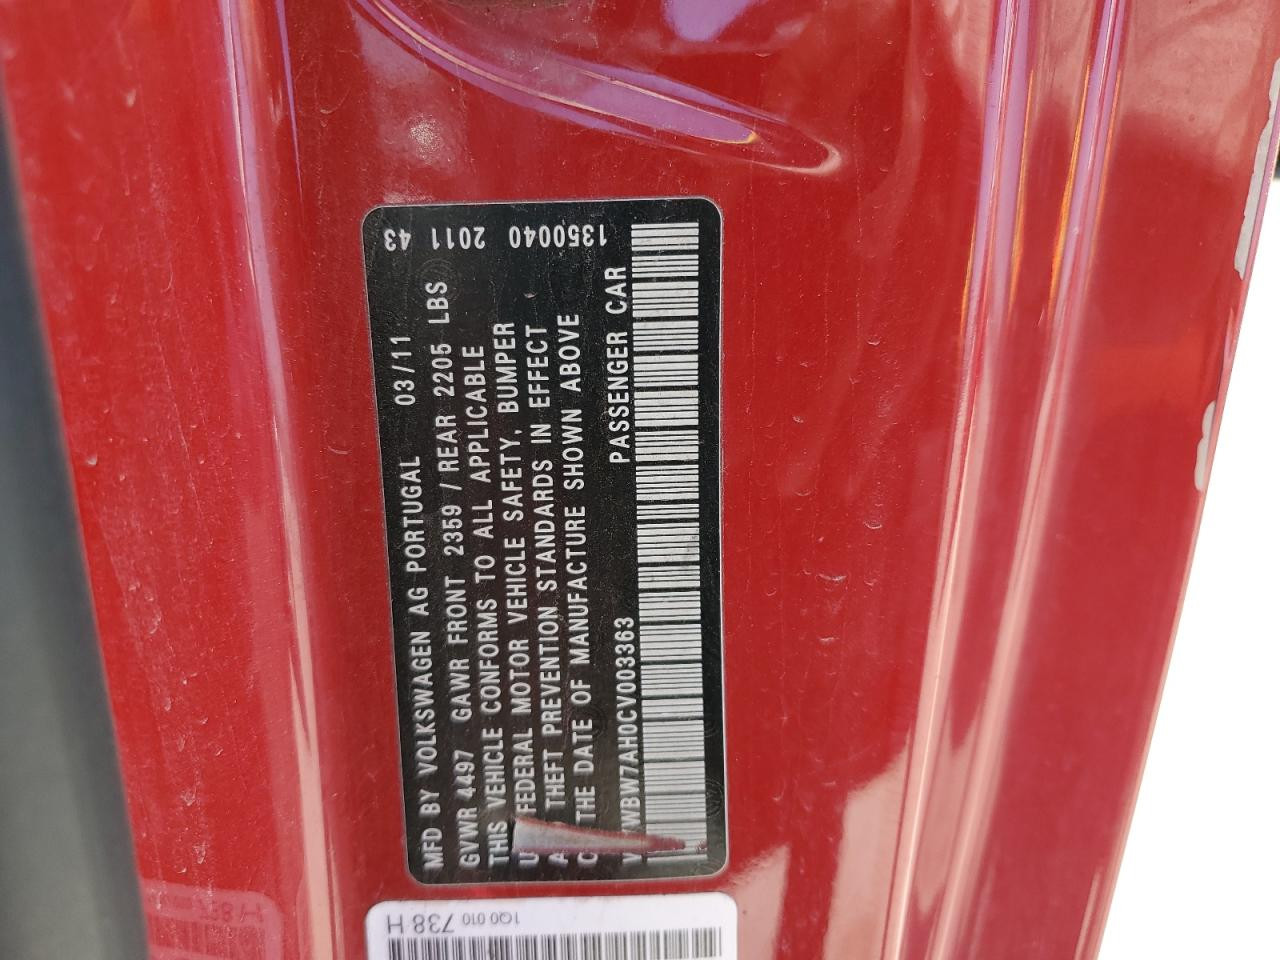 MFD BY VOLKSWAGEN AG PORTUGAL 03/11
GVWR 4497 GAWR FRONT 2359 / REAR 2205 LBS
THIS VEHICLE CONFORMS TO ALL APPLICABLE
FEDERAL MOTOR VEHICLE SAFETY, BUMPER
THEFT PREVENTION STANDARDS IN EFFECT
THE DATE OF MANUFACTURE SHOWN ABOVE
PASSENGER CAR
WBW7AH0CV003363
43 2011 1350040
1Q0 010 738 H